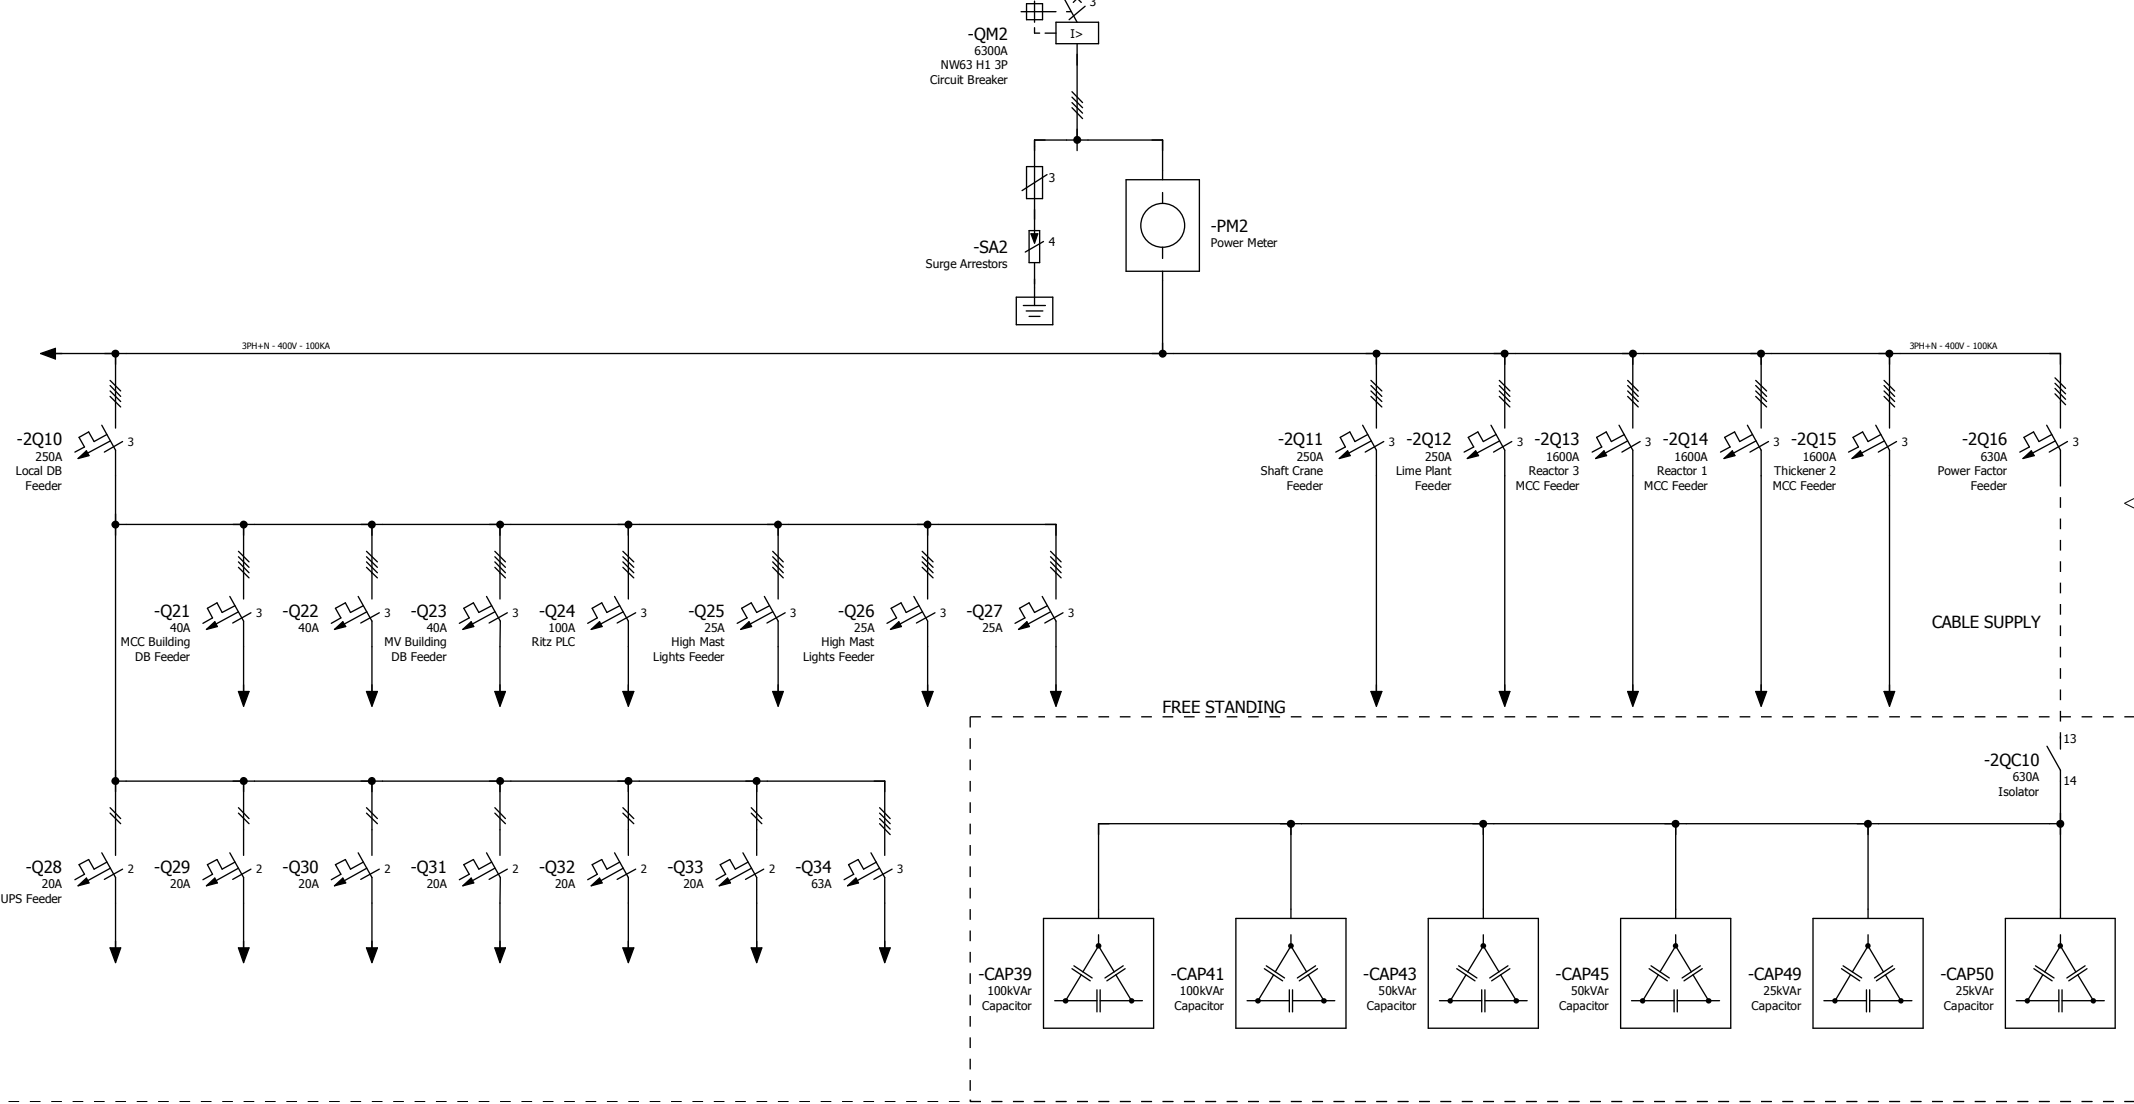 3
-QM2
6300A
NW63 H1 3P
Circuit Breaker
I>
3
-SA2
Surge Arrestors
4
-PM2
Power Meter
3PH+N - 400V - 100KA
3PH+N - 400V - 100KA
-2Q10
250A
Local DB
Feeder
3
-2Q11
250A
Shaft Crane
Feeder
3
-2Q12
250A
Lime Plant
Feeder
3
-2Q13
1600A
Reactor 3
MCC Feeder
3
-2Q14
1600A
Reactor 1
MCC Feeder
3
-2Q15
1600A
Thickener 2
MCC Feeder
3
-2Q16
630A
Power Factor
Feeder
3
-Q21
40A
MCC Building
DB Feeder
3
-Q22
40A
3
-Q23
40A
MV Building
DB Feeder
3
-Q24
100A
Ritz PLC
3
-Q25
25A
High Mast
Lights Feeder
3
-Q26
25A
High Mast
Lights Feeder
3
-Q27
25A
3
CABLE SUPPLY
FREE STANDING
-2QC10
630A
Isolator
13
14
-Q28
20A
UPS Feeder
2
-Q29
20A
2
-Q30
20A
2
-Q31
20A
2
-Q32
20A
2
-Q33
20A
2
-Q34
63A
3
-CAP39
100kVAr
Capacitor
-CAP41
100kVAr
Capacitor
-CAP43
50kVAr
Capacitor
-CAP45
50kVAr
Capacitor
-CAP49
25kVAr
Capacitor
-CAP50
25kVAr
Capacitor